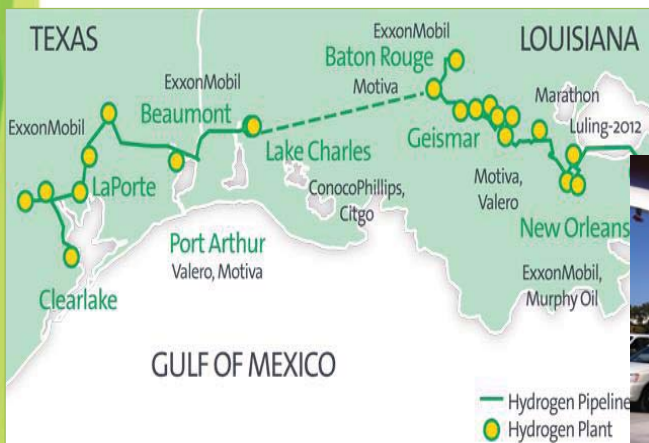 TEXAS
ExxonMobil
LOUISIANA
Baton Rouge
ExxonMobil
Motiva
Marathon
Beaumont
ExxonMobil
Geismar
Luling-2012
Lake Charles
LaPorte
ConocoPhillips,
Citgo
Motiva,
Valero
New Orleans
Port Arthur
Valero, Motiva
ExxonMobil,
Murphy Oil
Clearlake
GULF OF MEXICO
Hydrogen Pipeline
Hydrogen Plant